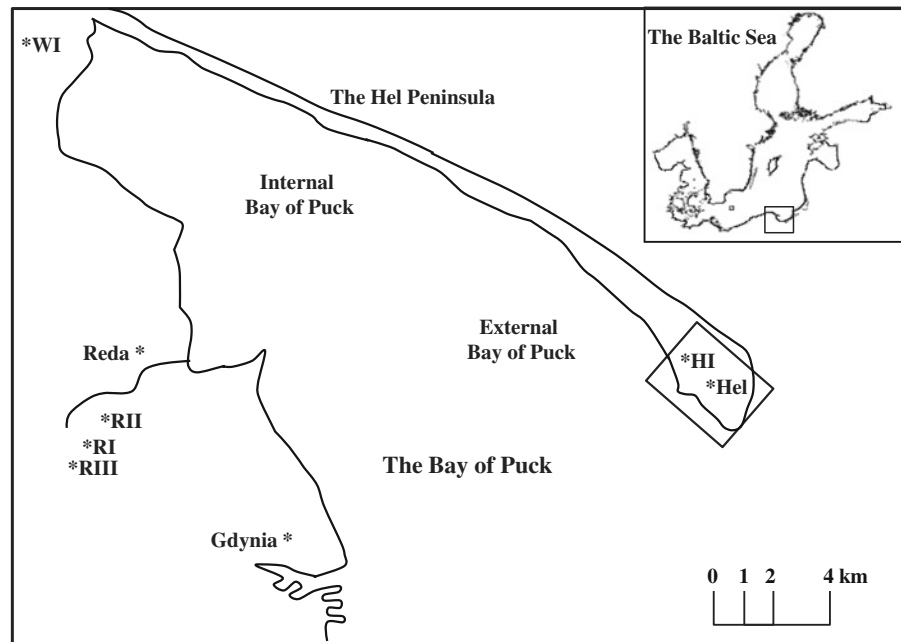 *WI
The Baltic Sea
The Hel Peninsula
Internal
Bay of Puck
External
Bay of Puck
Reda *
*HI
*Hel
*RII
*RI
*RIII
The Bay of Puck
Gdynia *
0 1 2 4 km